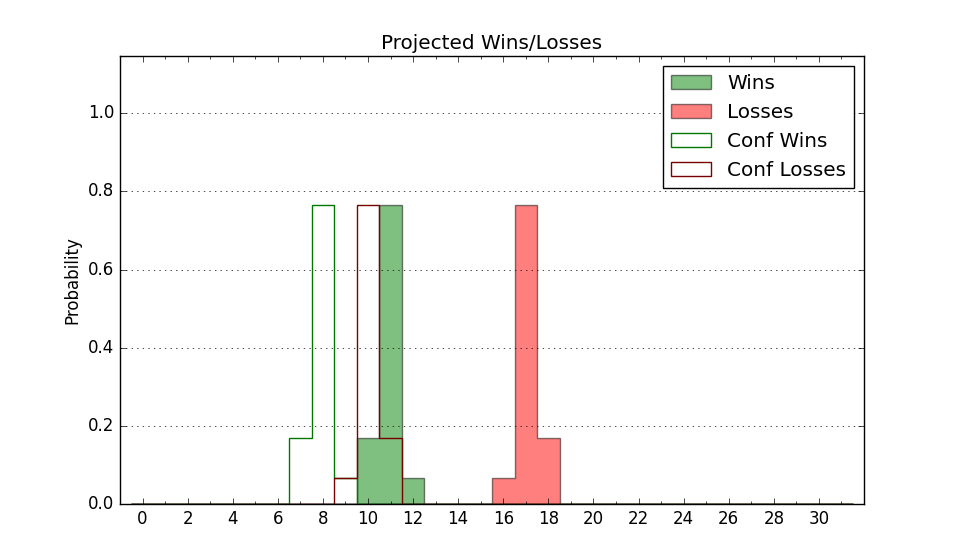 Projected Wins/Losses
Wins
Losses
Conf Wins
Conf Losses
Probability
1.0
0.8
0.6
0.4
0.2
0.0
0 2 4 6 8 10 12 14 16 18 20 22 24 26 28 30